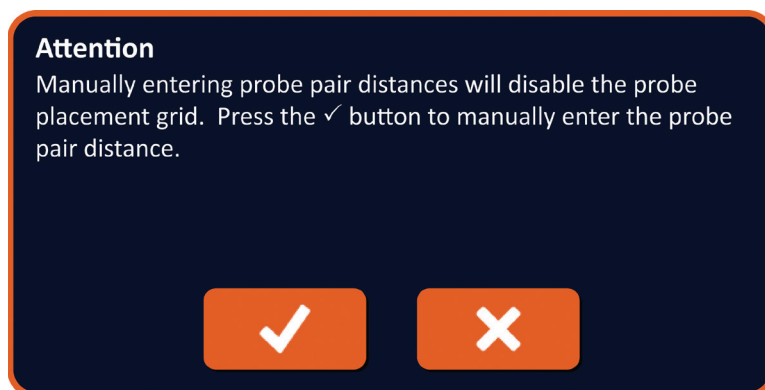 Attention
Manually entering probe pair distances will disable the probe
placement grid.  Press the ✓ button to manually enter the probe
pair distance.